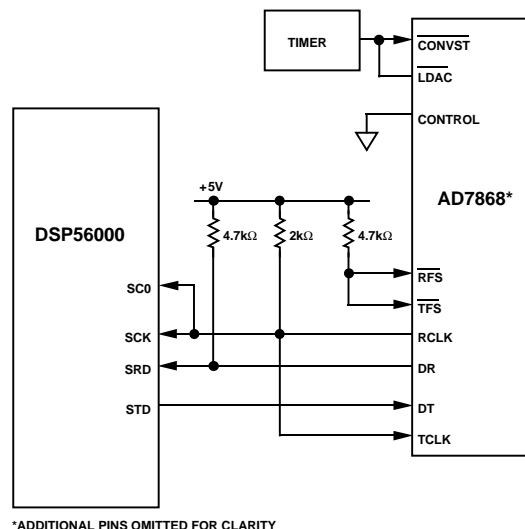 TIMER
CONVST
LDAC
CONTROL
+5V
DSP56000
AD7868*
4.7kΩ
2kΩ
4.7kΩ
SC0
RFS
TFS
SCK
RCLK
SRD
DR
STD
DT
TCLK
*ADDITIONAL PINS OMITTED FOR CLARITY